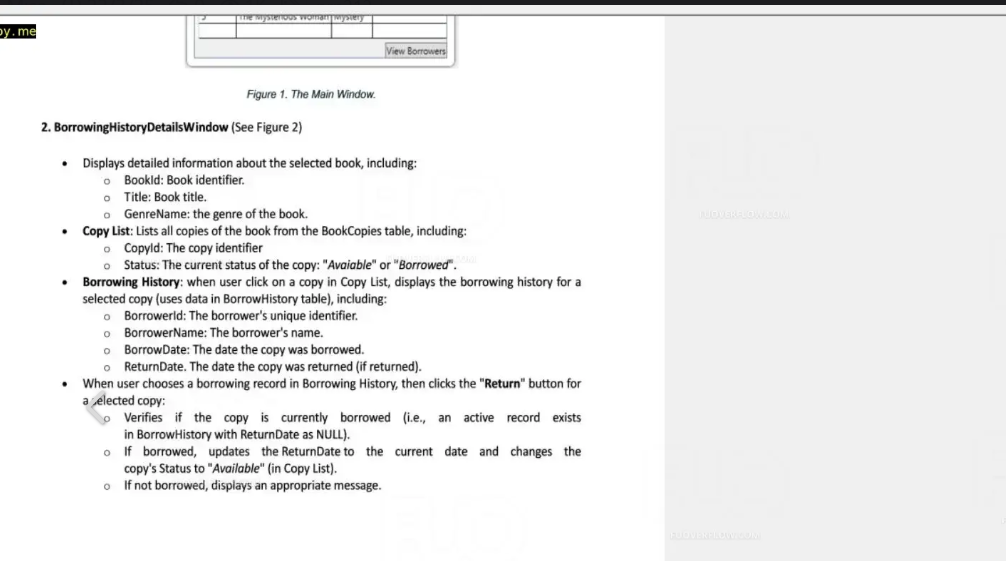 py.me
The Mysterious Woman Mystery
View Borrowers
Figure 1. The Main Window.
2. BorrowingHistoryDetailsWindow (See Figure 2)
• Displays detailed information about the selected book, including:
o BookId: Book identifier.
o Title: Book title.
o GenreName: the genre of the book.
• Copy List: Lists all copies of the book from the BookCopies table, including:
o CopyId: The copy identifier
o Status: The current status of the copy: "Avaiable" or "Borrowed".
• Borrowing History: when user click on a copy in Copy List, displays the borrowing history for a
selected copy (uses data in BorrowHistory table), including:
o BorrowerId: The borrower's unique identifier.
o BorrowerName: The borrower's name.
o BorrowDate: The date the copy was borrowed.
o ReturnDate. The date the copy was returned (if returned).
• When user chooses a borrowing record in Borrowing History, then clicks the "Return" button for
a selected copy:
o Verifies if the copy is currently borrowed (i.e., an active record exists
in BorrowHistory with ReturnDate as NULL).
o If borrowed, updates the ReturnDate to the current date and changes the
copy's Status to "Available" (in Copy List).
o If not borrowed, displays an appropriate message.